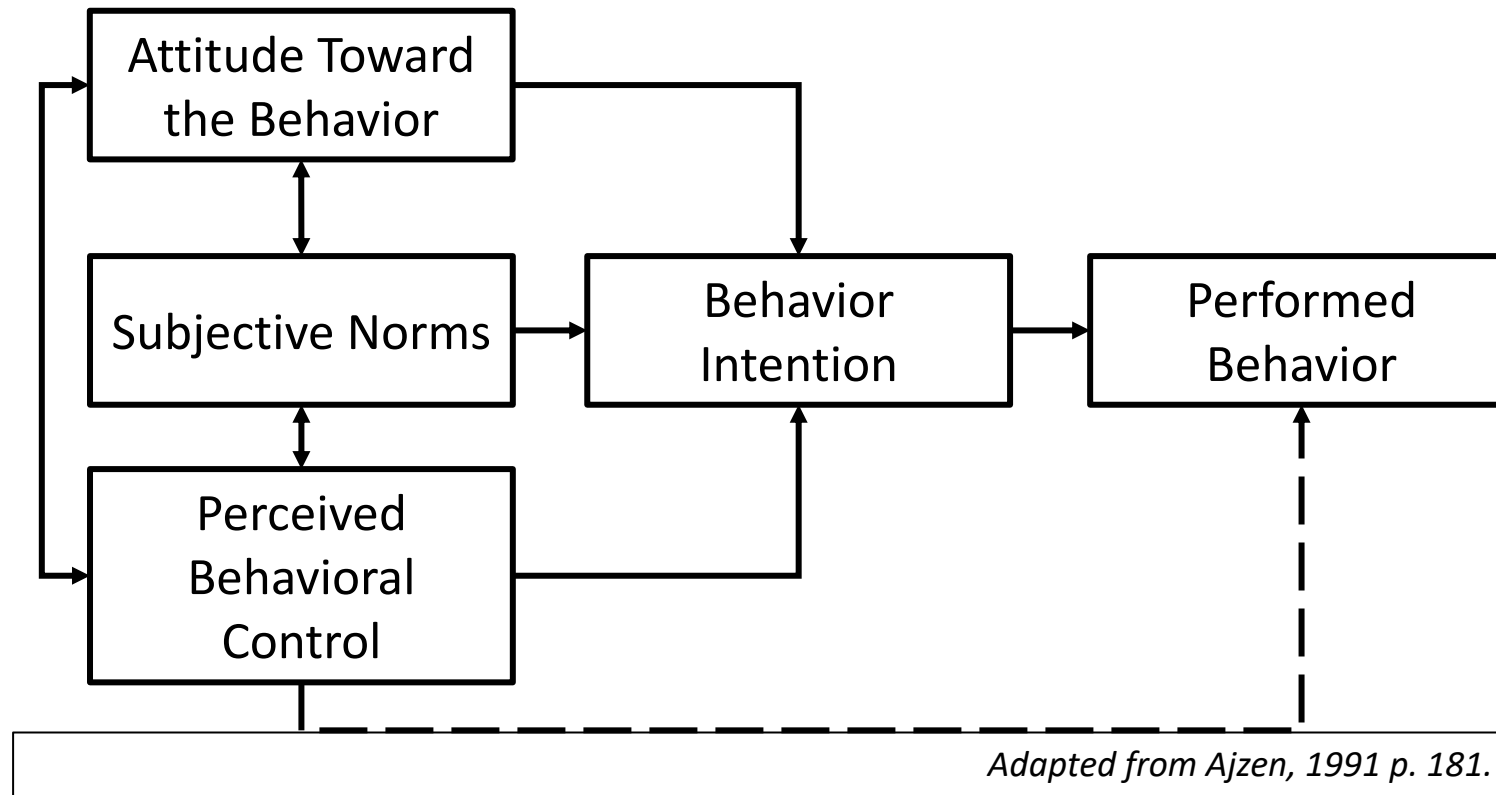 Attitude Toward
the Behavior
Subjective Norms
Behavior
Intention
Performed
Behavior
Perceived
Behavioral
Control
Adapted from Ajzen, 1991 p. 181.